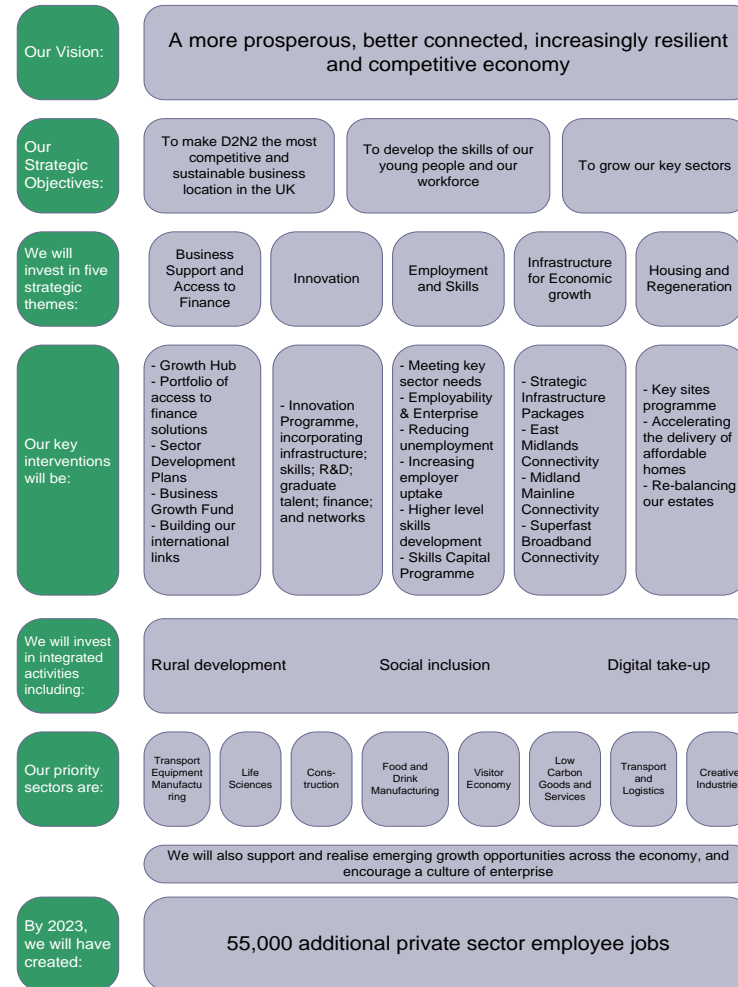 Our Vision:
A more prosperous, better connected, increasingly resilient
and competitive economy
Our
Strategic
Objectives:
To make D2N2 the most
competitive and
sustainable business
location in the UK
To develop the skills of our
young people and our
workforce
To grow our key sectors
We will
invest in five
strategic
themes:
Business
Support and
Access to
Finance
Innovation
Employment
and Skills
Infrastructure
for Economic
growth
Housing and
Regeneration
Our key
interventions
will be:
- Growth Hub
- Portfolio of
access to
finance
solutions
- Sector
Development
Plans
- Business
Growth Fund
- Building our
international
links
- Innovation
Programme,
incorporating
infrastructure;
skills; R&D;
graduate
talent; finance;
and networks
- Meeting key
sector needs
- Employability
& Enterprise
- Reducing
unemployment
- Increasing
employer
uptake
- Higher level
skills
development
- Skills Capital
Programme
- Strategic
Infrastructure
Packages
- East
Midlands
Connectivity
- Midland
Mainline
Connectivity
- Superfast
Broadband
Connectivity
- Key sites
programme
- Accelerating
the delivery of
affordable
homes
- Re-balancing
our estates
We will invest
in integrated
activities
including:
Rural development
Social inclusion
Digital take-up
Our priority
sectors are:
Transport
Equipment
Manufactu
ring
Life
Sciences
Cons-
truction
Food and
Drink
Manufacturing
Visitor
Economy
Low
Carbon
Goods and
Services
Transport
and
Logistics
Creative
Industrie
We will also support and realise emerging growth opportunities across the economy, and
encourage a culture of enterprise
By 2023,
we will have
created:
55,000 additional private sector employee jobs